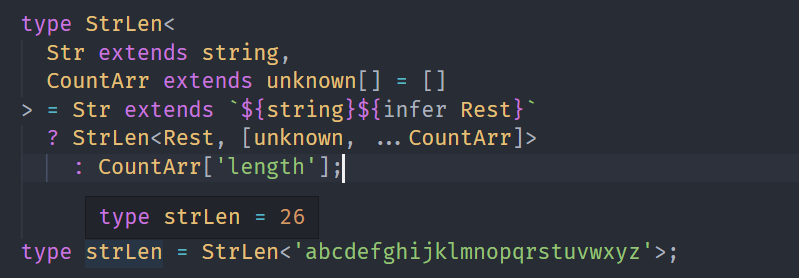 type StrLen<
  Str extends string,
  CountArr extends unknown[] = []
> = Str extends `${string}${infer Rest}`
  ? StrLen<Rest, [unknown, ...CountArr]>
    : CountArr['length'];
type strLen = 26
type strLen = StrLen<'abcdefghijklmnopqrstuvwxyz'>;